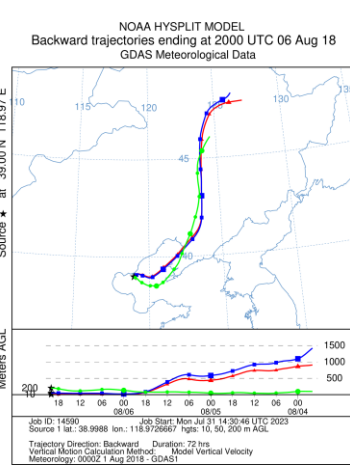 NOAA HYSPLIT MODEL
Backward trajectories ending at 2000 UTC 06 Aug 18
GDAS Meteorological Data
Source ★ at 39.00 N 118.97 E
110 115 120 125 130 135
45
40
Meters AGL
1500
1000
500
200
10
18 12 06 00 18 12 06 00 18 12 06 00
08/06 08/05 08/04
Job ID: 14590 Job Start: Mon Jul 31 14:30:46 UTC 2023
Source 1 lat.: 38.9988 lon.: 118.9726667 hgts: 10, 50, 200 m AGL
Trajectory Direction: Backward Duration: 72 hrs
Vertical Motion Calculation Method: Model Vertical Velocity
Meteorology: 0000Z 1 Aug 2018 - GDAS1